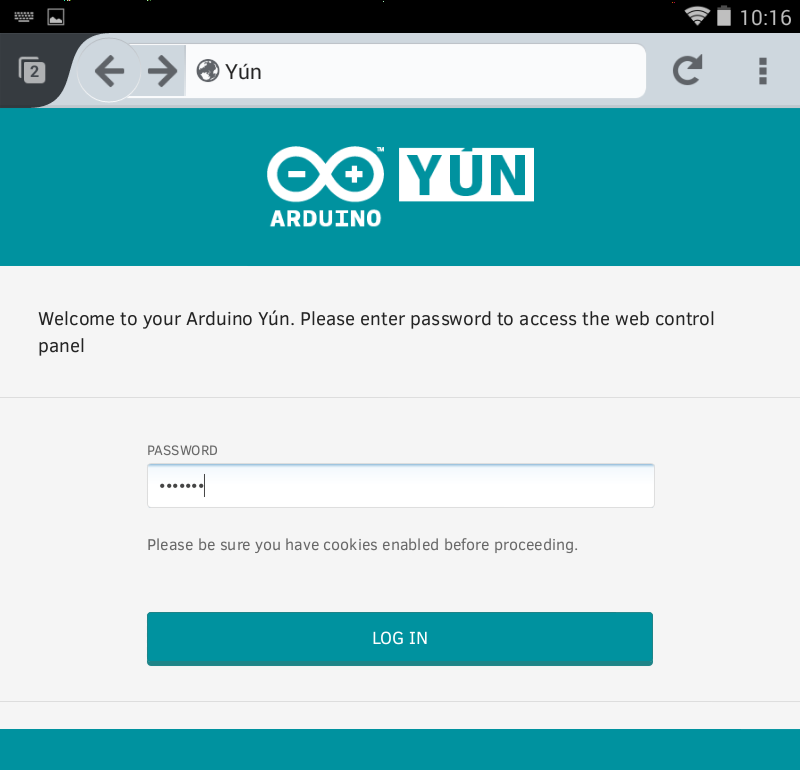 10:16
2
Yún
ARDUINO
™
YÚN
Welcome to your Arduino Yún. Please enter password to access the web control
panel
PASSWORD
•••••••
Please be sure you have cookies enabled before proceeding.
LOG IN